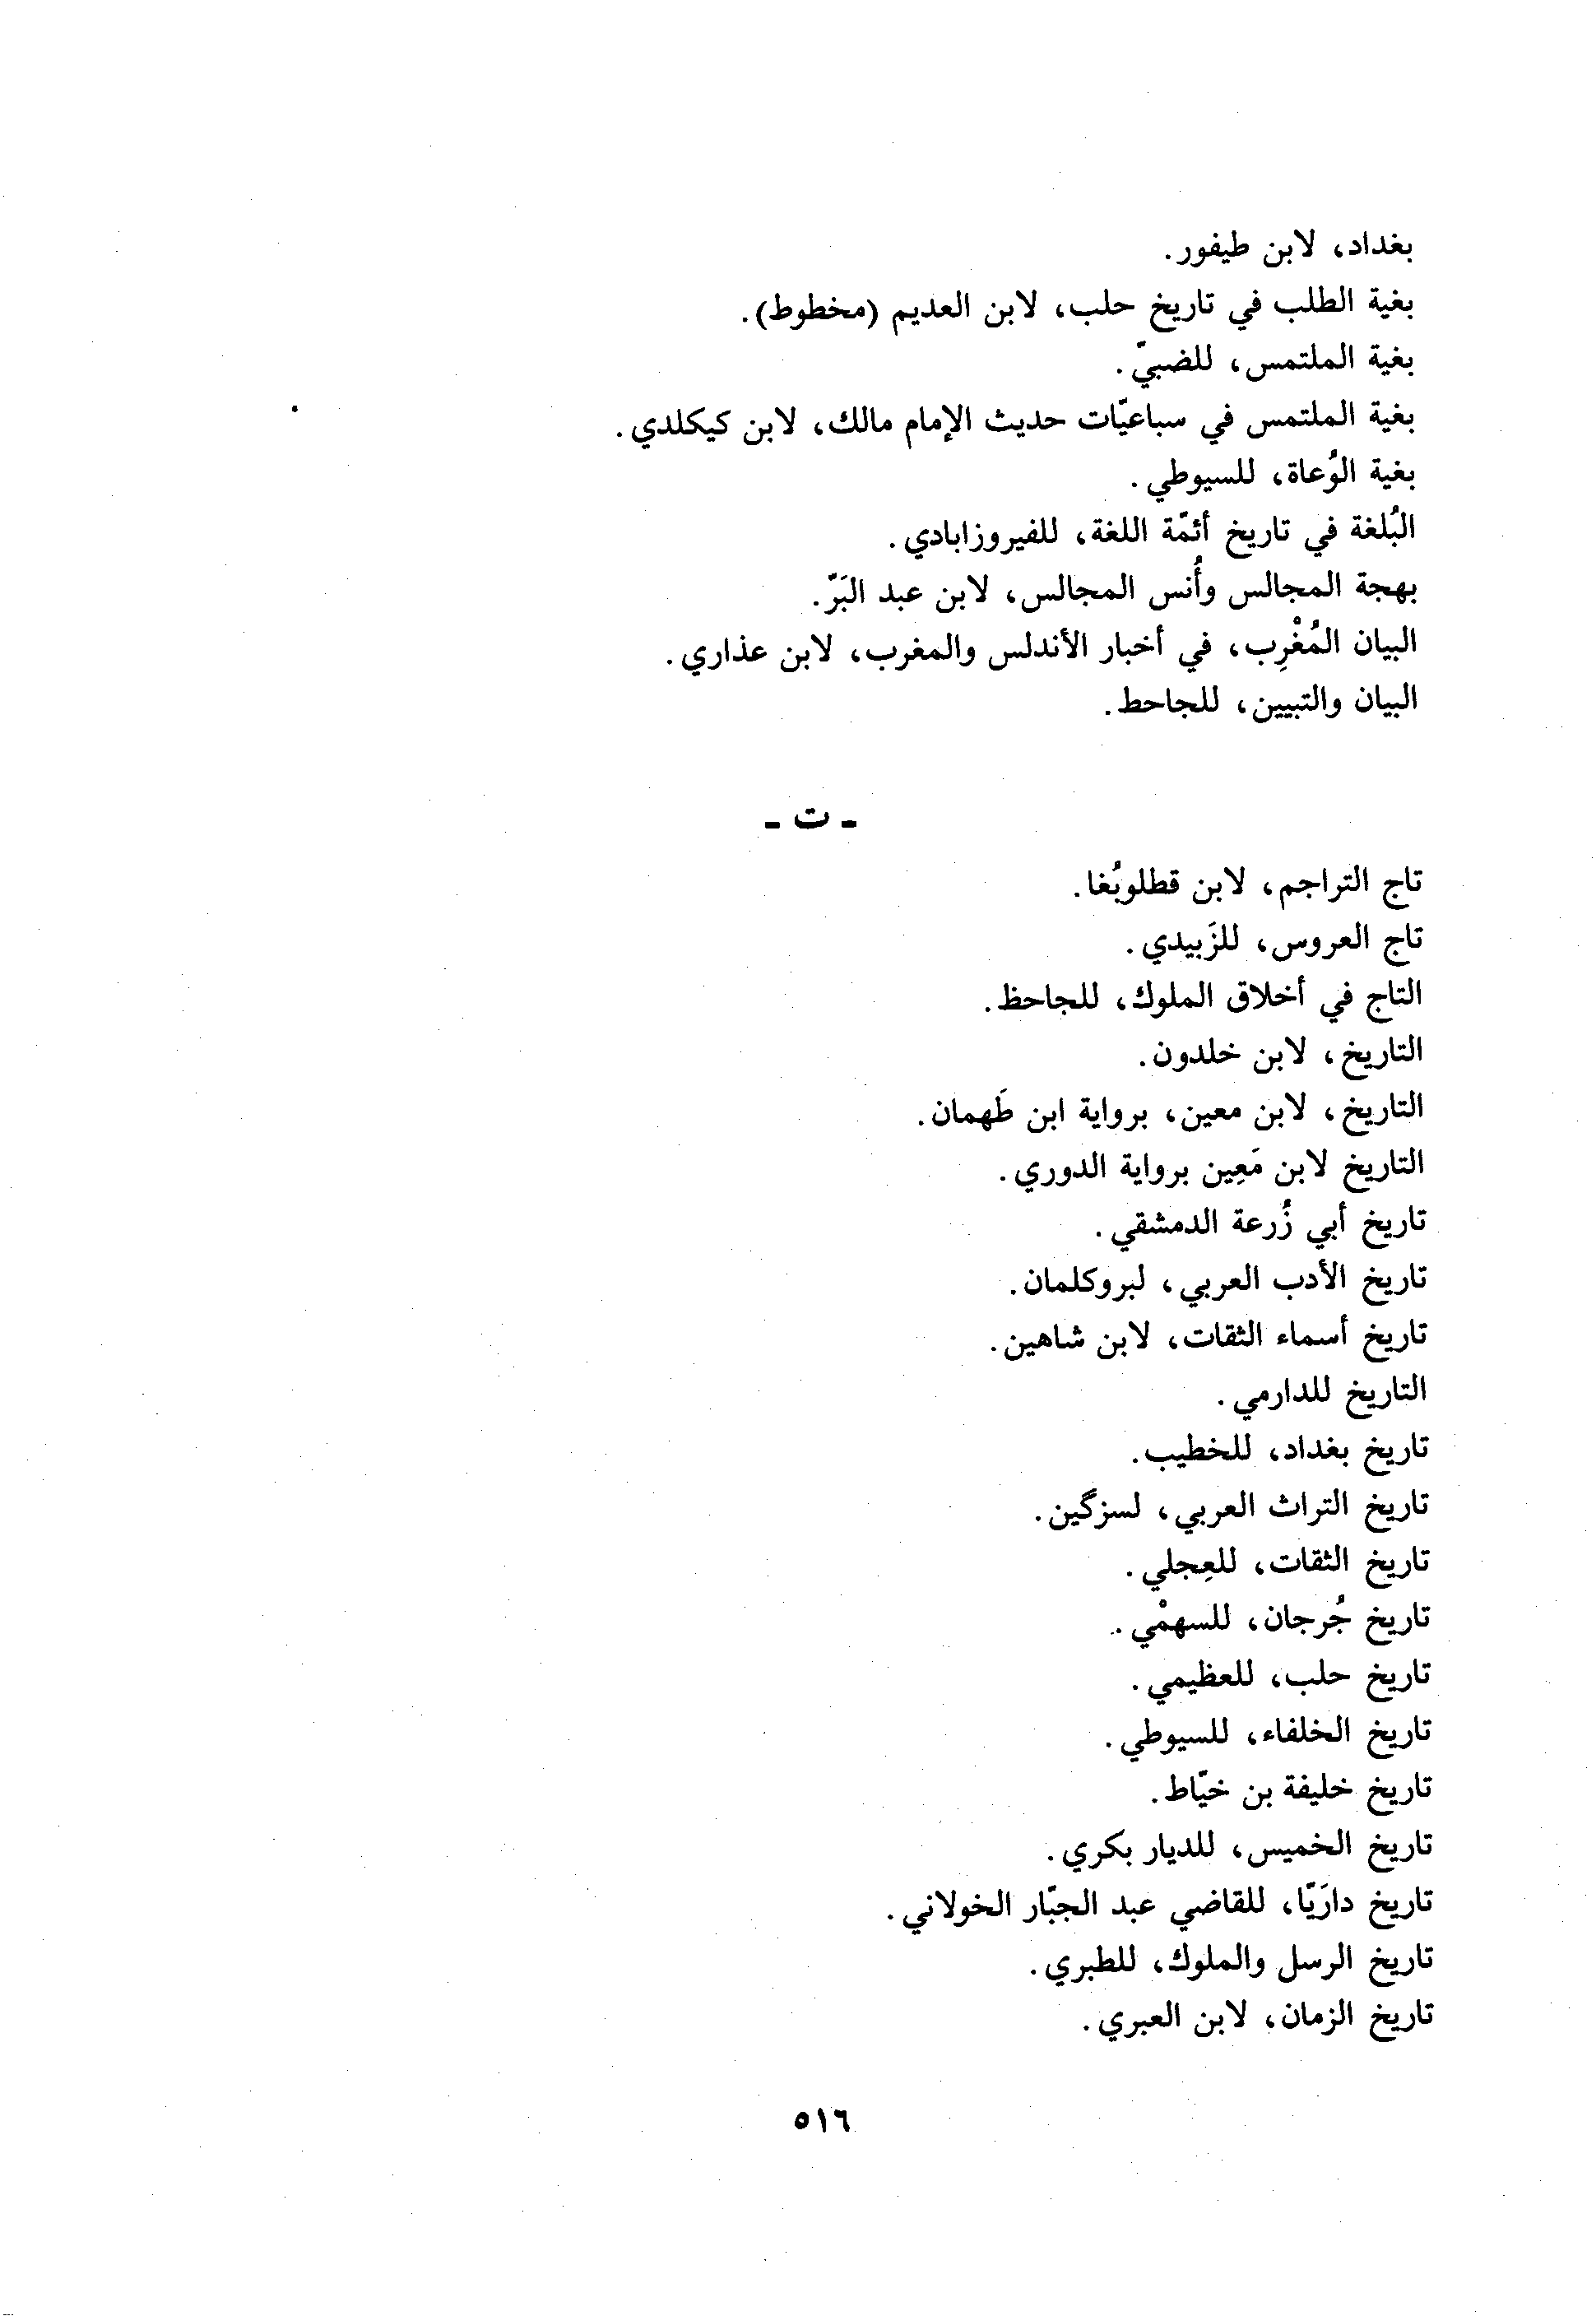 بغداد، لابن طيفور.
بغية الطلب في تاريخ حلب، لابن العديم (مخطوط).
بغية الملتمس، للضبيّ.
بغية الملتمس في سباعيّات حديث الإمام مالك، لابن كيكلدي.
بغية الوُعاة، للسيوطي.
البُلغة في تاريخ أئمّة اللغة، للفيروزابادي.
بهجة المجالس وأُنس المجالس، لابن عبد البَرّ.
البيان المُغْرِب، في أخبار الأندلس والمغرب، لابن عذاري.
البيان والتبيين، للجاحط.
ـ ت ـ
تاج التراجم، لابن قطلوبُغا.
تاج العروس، للزَبيدي.
التاج في أخلاق الملوك، للجاحظ.
التاريخ، لابن خلدون.
التاريخ، لابن معين، برواية ابن طَهمان.
التاريخ لابن مَعِين برواية الدوري.
تاريخ أبي زُرعة الدمشقي.
تاريخ الأدب العربي، لبروكلمان.
تاريخ أسماء الثقات، لابن شاهين.
التاريخ للدارمي.
تاريخ بغداد، للخطيب.
تاريخ التراث العربي، لسزگين.
تاريخ الثقات، للعِجلي.
تاريخ جُرجان، للسهمْي.
تاريخ حلب، للعظيمي.
تاريخ الخلفاء، للسيوطي.
تاريخ خليفة بن خيّاط.
تاريخ الخميس، للديار بكري.
تاريخ دارَيّا، للقاضي عبد الجبّار الخولاني.
تاريخ الرسل والملوك، للطبري.
تاريخ الزمان، لابن العبري.
٥١٦